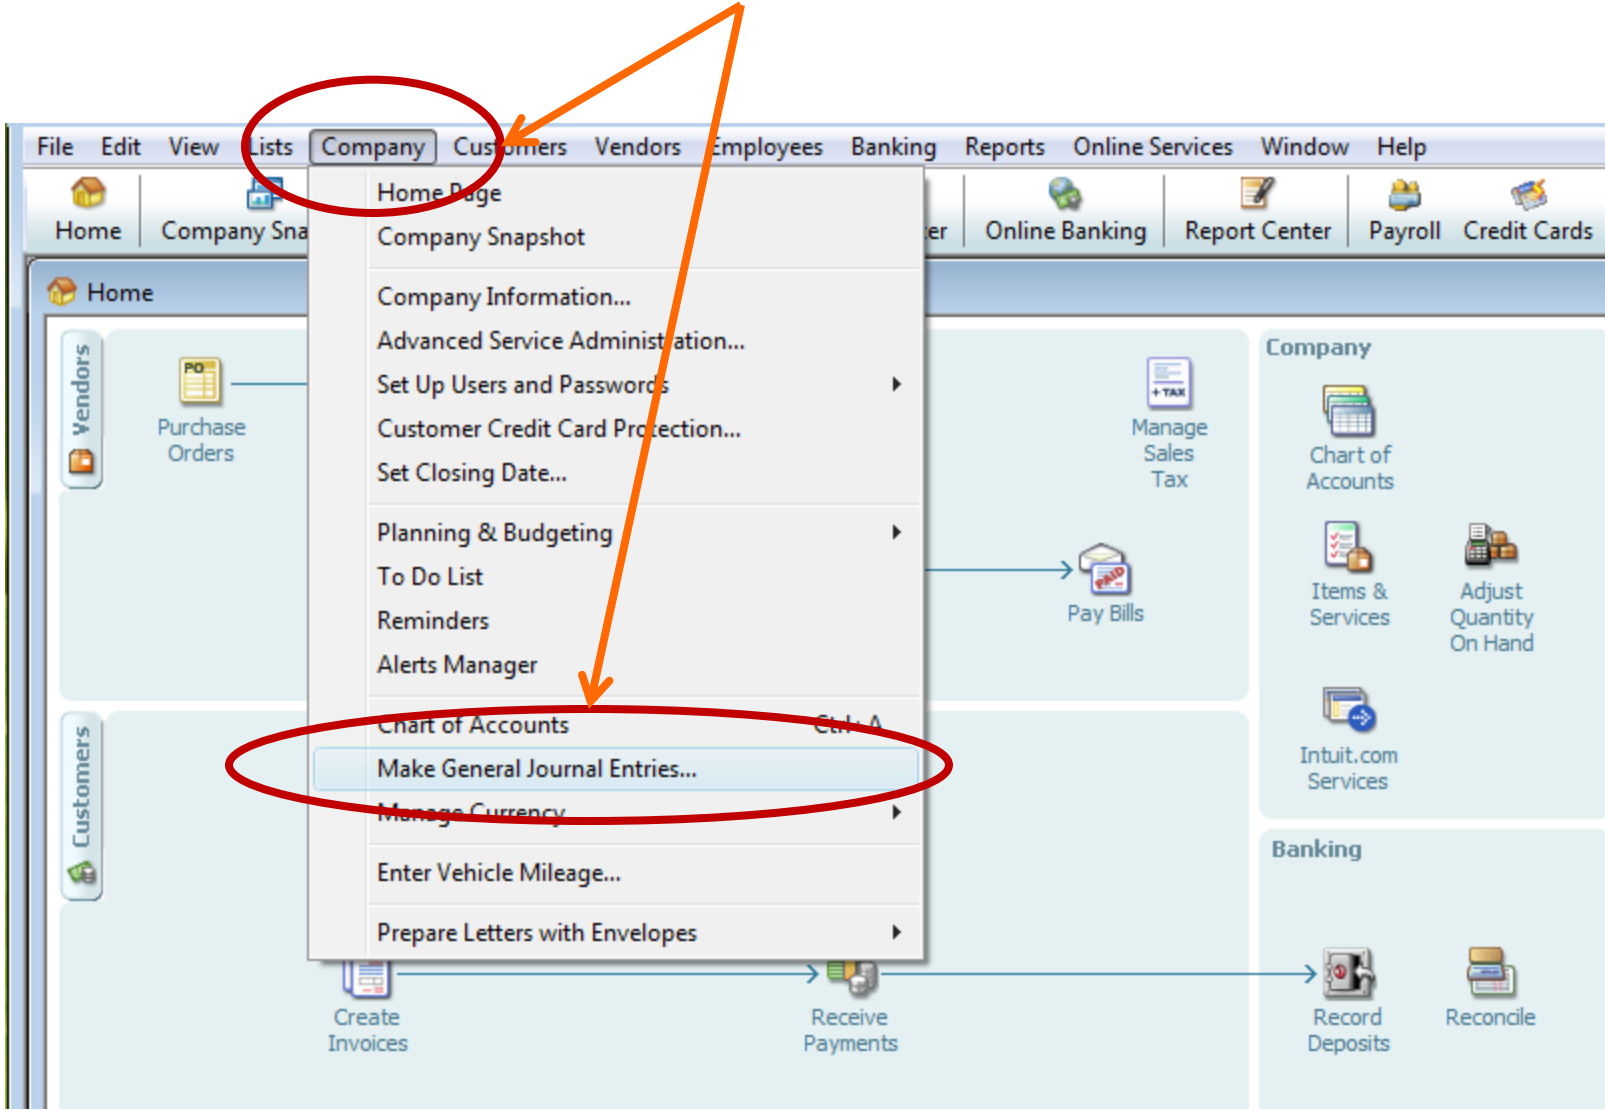 File Edit View Lists Company Customers Vendors Employees Banking Reports Online Services Window Help
Home Company Sna er Online Banking Report Center Payroll Credit Cards
Home
Home Page
Company Snapshot
Company Information...
Advanced Service Administration...
Set Up Users and Passwords
Customer Credit Card Protection...
Set Closing Date...
Planning & Budgeting
To Do List
Reminders
Alerts Manager
Chart of Accounts Ctrl+A
Make General Journal Entries...
Manage Currency
Enter Vehicle Mileage...
Prepare Letters with Envelopes
Vendors
PO
Purchase
Orders
+ TAX
Manage
Sales
Tax
PAID
Pay Bills
Customers
Create
Invoices
Receive
Payments
Company
Chart of
Accounts
Items &
Services
Adjust
Quantity
On Hand
Intuit.com
Services
Banking
Record
Deposits
Reconcile